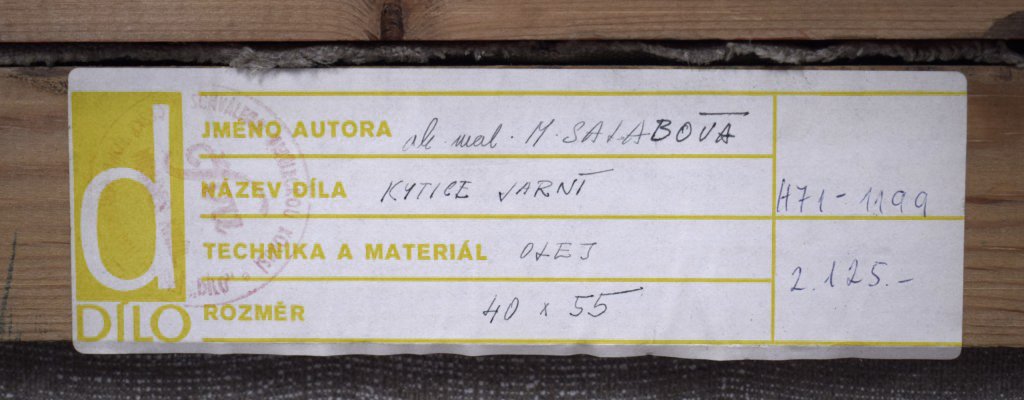 d
DÍLO
JMÉNO AUTORA ak. mal. M. SALABOVÁ
NÁZEV DÍLA KYTICE JARNÍ
H71-1199
TECHNIKA A MATERIÁL OLEJ
2.125.-
ROZMĚR 40 x 55